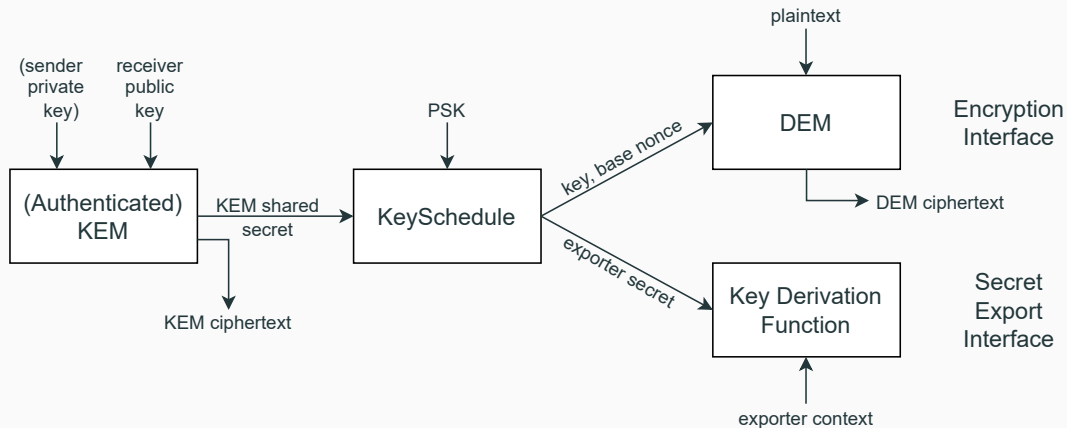 plaintext
(sender
private
key)
receiver
public
key
PSK
DEM
Encryption
Interface
key, base nonce
(Authenticated)
KEM
KEM shared
secret
KeySchedule
DEM ciphertext
exporter secret
KEM ciphertext
Key Derivation
Function
Secret
Export
Interface
exporter context